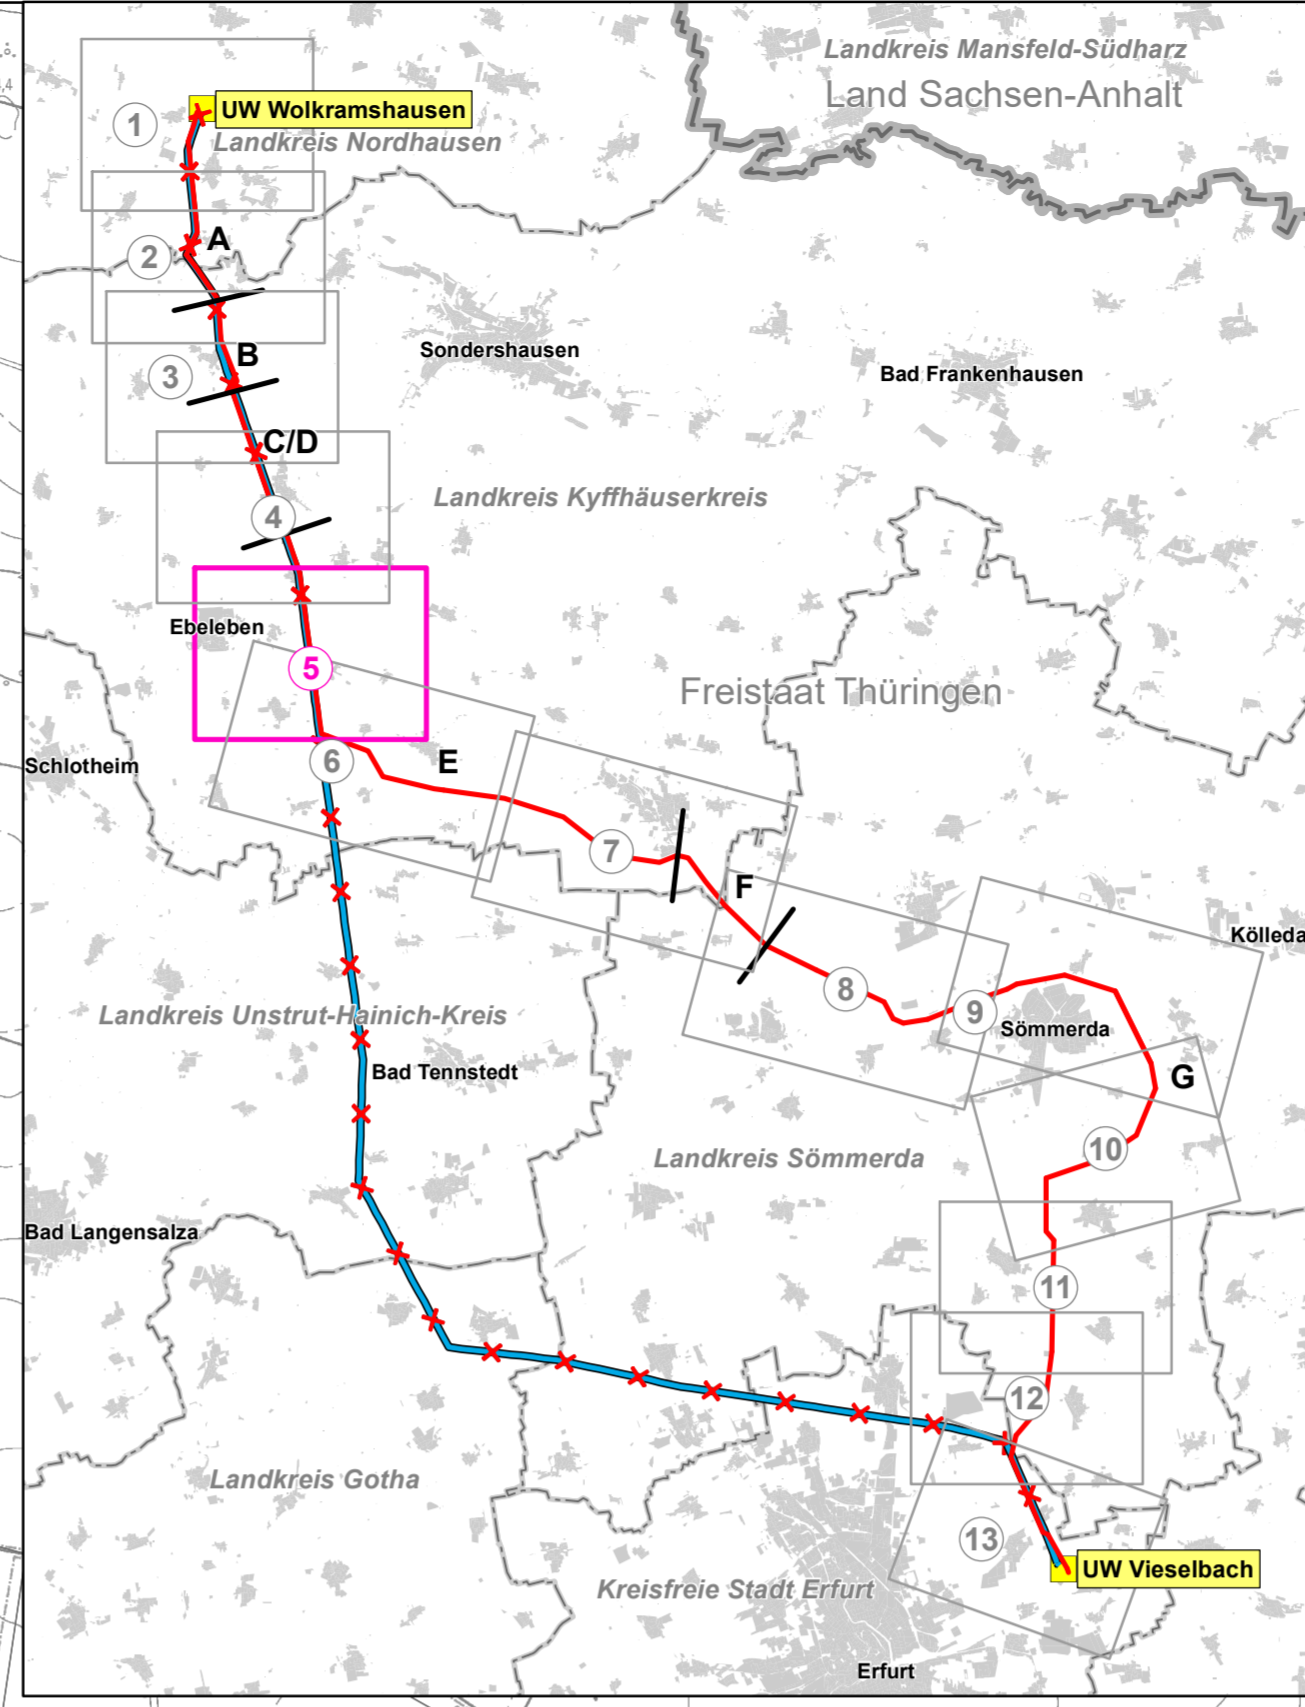 Landkreis Mansfeld-Südharz
Land Sachsen-Anhalt
UW Wolkramshausen
1
Landkreis Nordhausen
A
2
Sondershausen
B
3
Bad Frankenhausen
C/D
Landkreis Kyffhäuserkreis
4
Ebeleben
5
Freistaat Thüringen
Schlotheim
6
E
7
F
Kölleda
8
9
Landkreis Unstrut-Hainich-Kreis
Sömmerda
Bad Tennstedt
G
10
Landkreis Sömmerda
Bad Langensalza
11
12
Landkreis Gotha
13
UW Vieselbach
Kreisfreie Stadt Erfurt
Erfurt